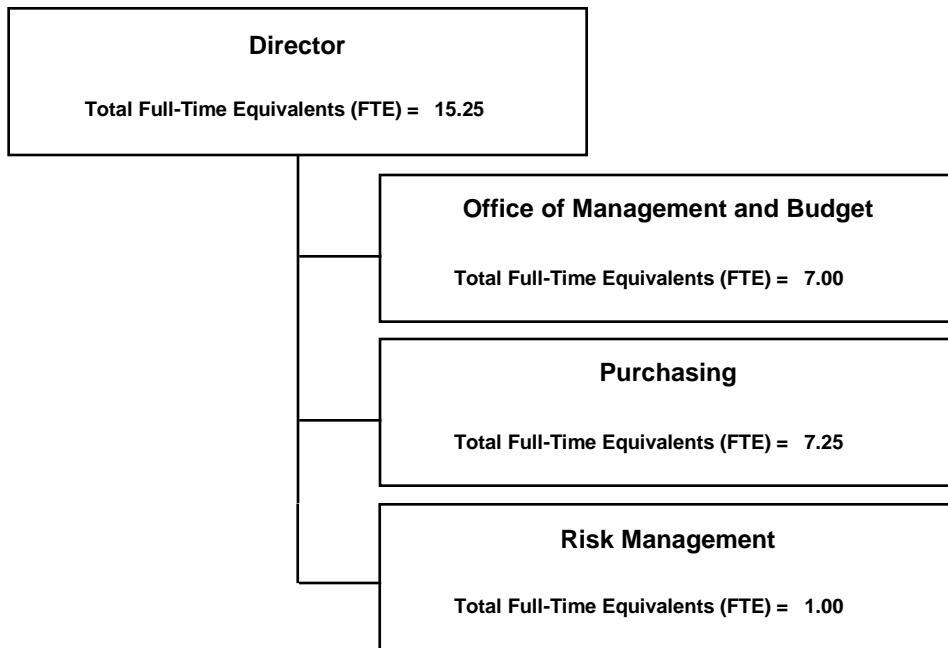 Director
Total Full-Time Equivalents (FTE) = 15.25
Office of Management and Budget
Total Full-Time Equivalents (FTE) = 7.00
Purchasing
Total Full-Time Equivalents (FTE) = 7.25
Risk Management
Total Full-Time Equivalents (FTE) = 1.00